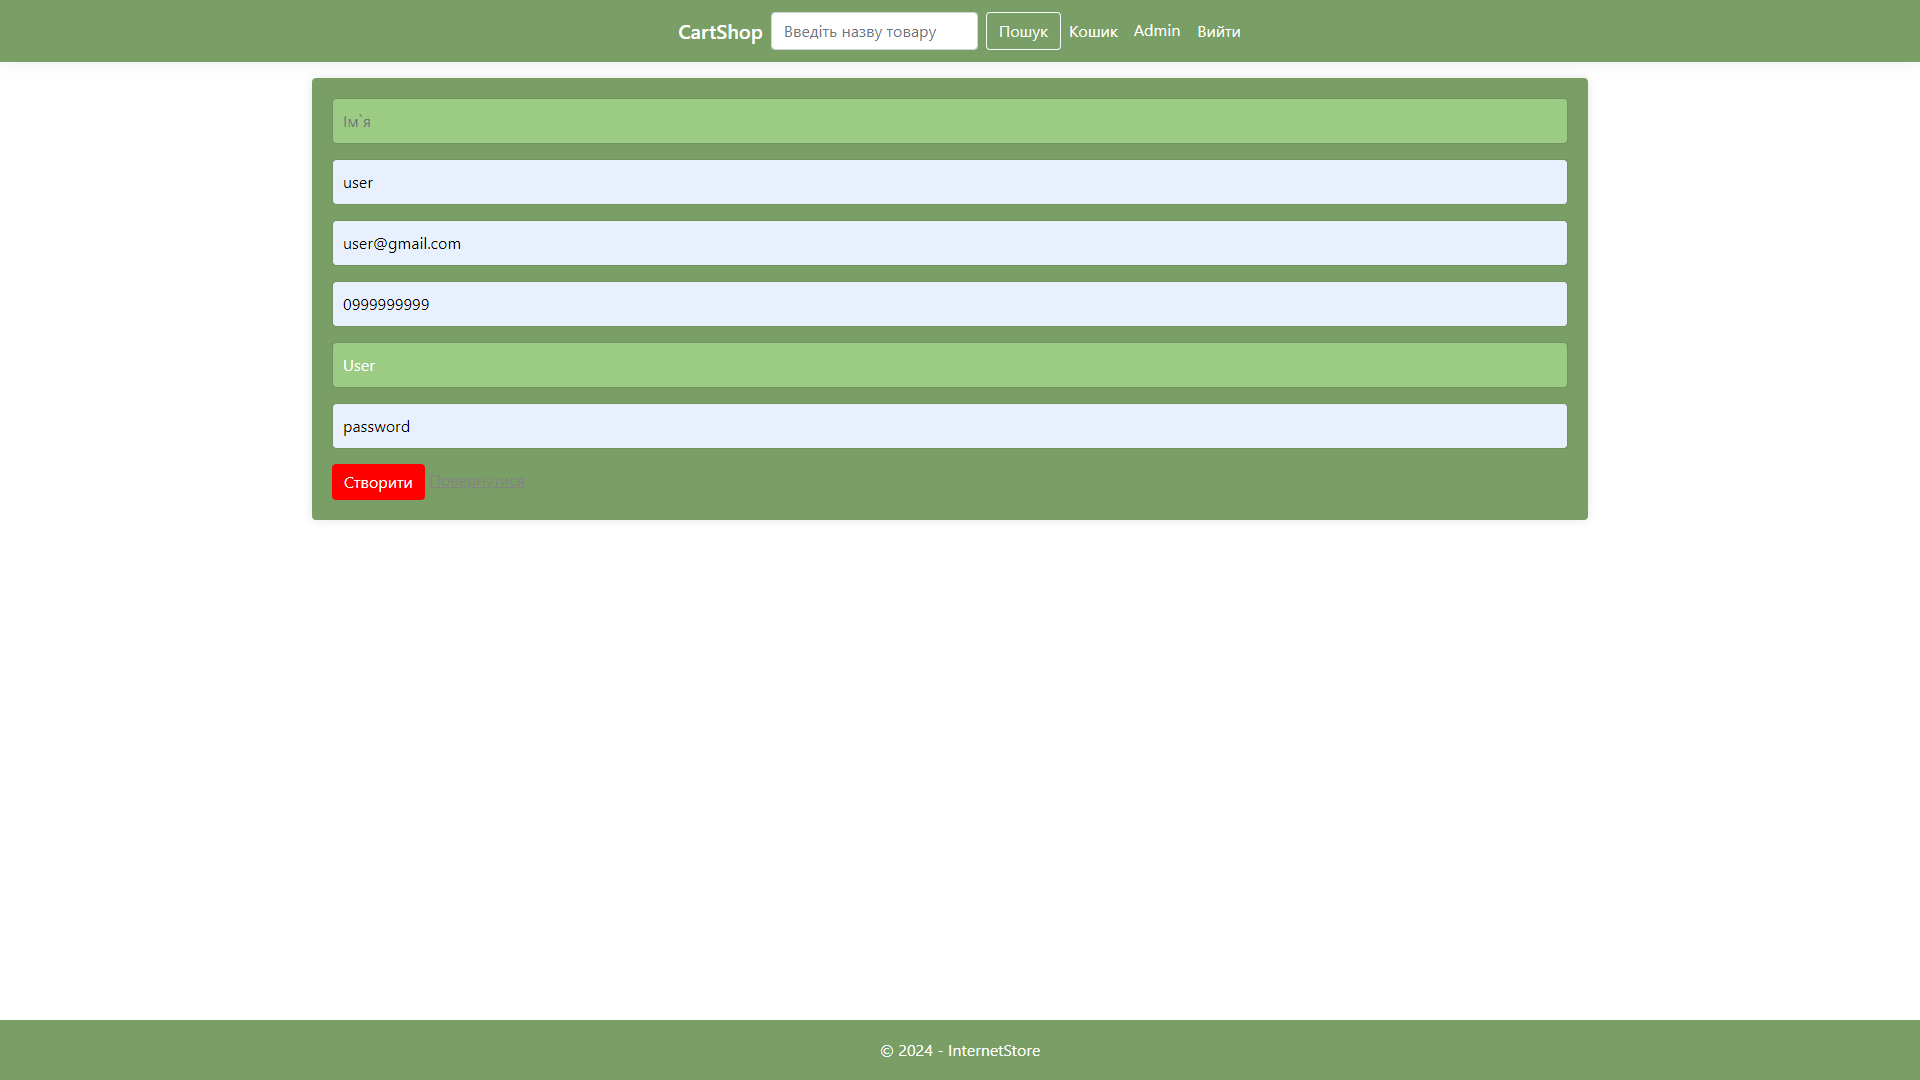 CartShop Введіть назву товару Пошук Кошик Admin Вийти
Ім`я
user
user@gmail.com
0999999999
User
password
Створити Повернутися
© 2024 - InternetStore